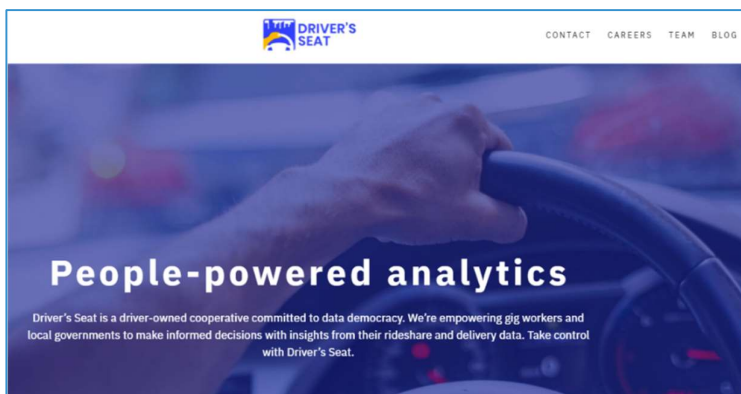 DRIVER'S
SEAT
CONTACT CAREERS TEAM BLOG
People-powered analytics
Driver's Seat is a driver-owned cooperative committed to data democracy. We're empowering gig workers and
local governments to make informed decisions with insights from their rideshare and delivery data. Take control
with Driver's Seat.